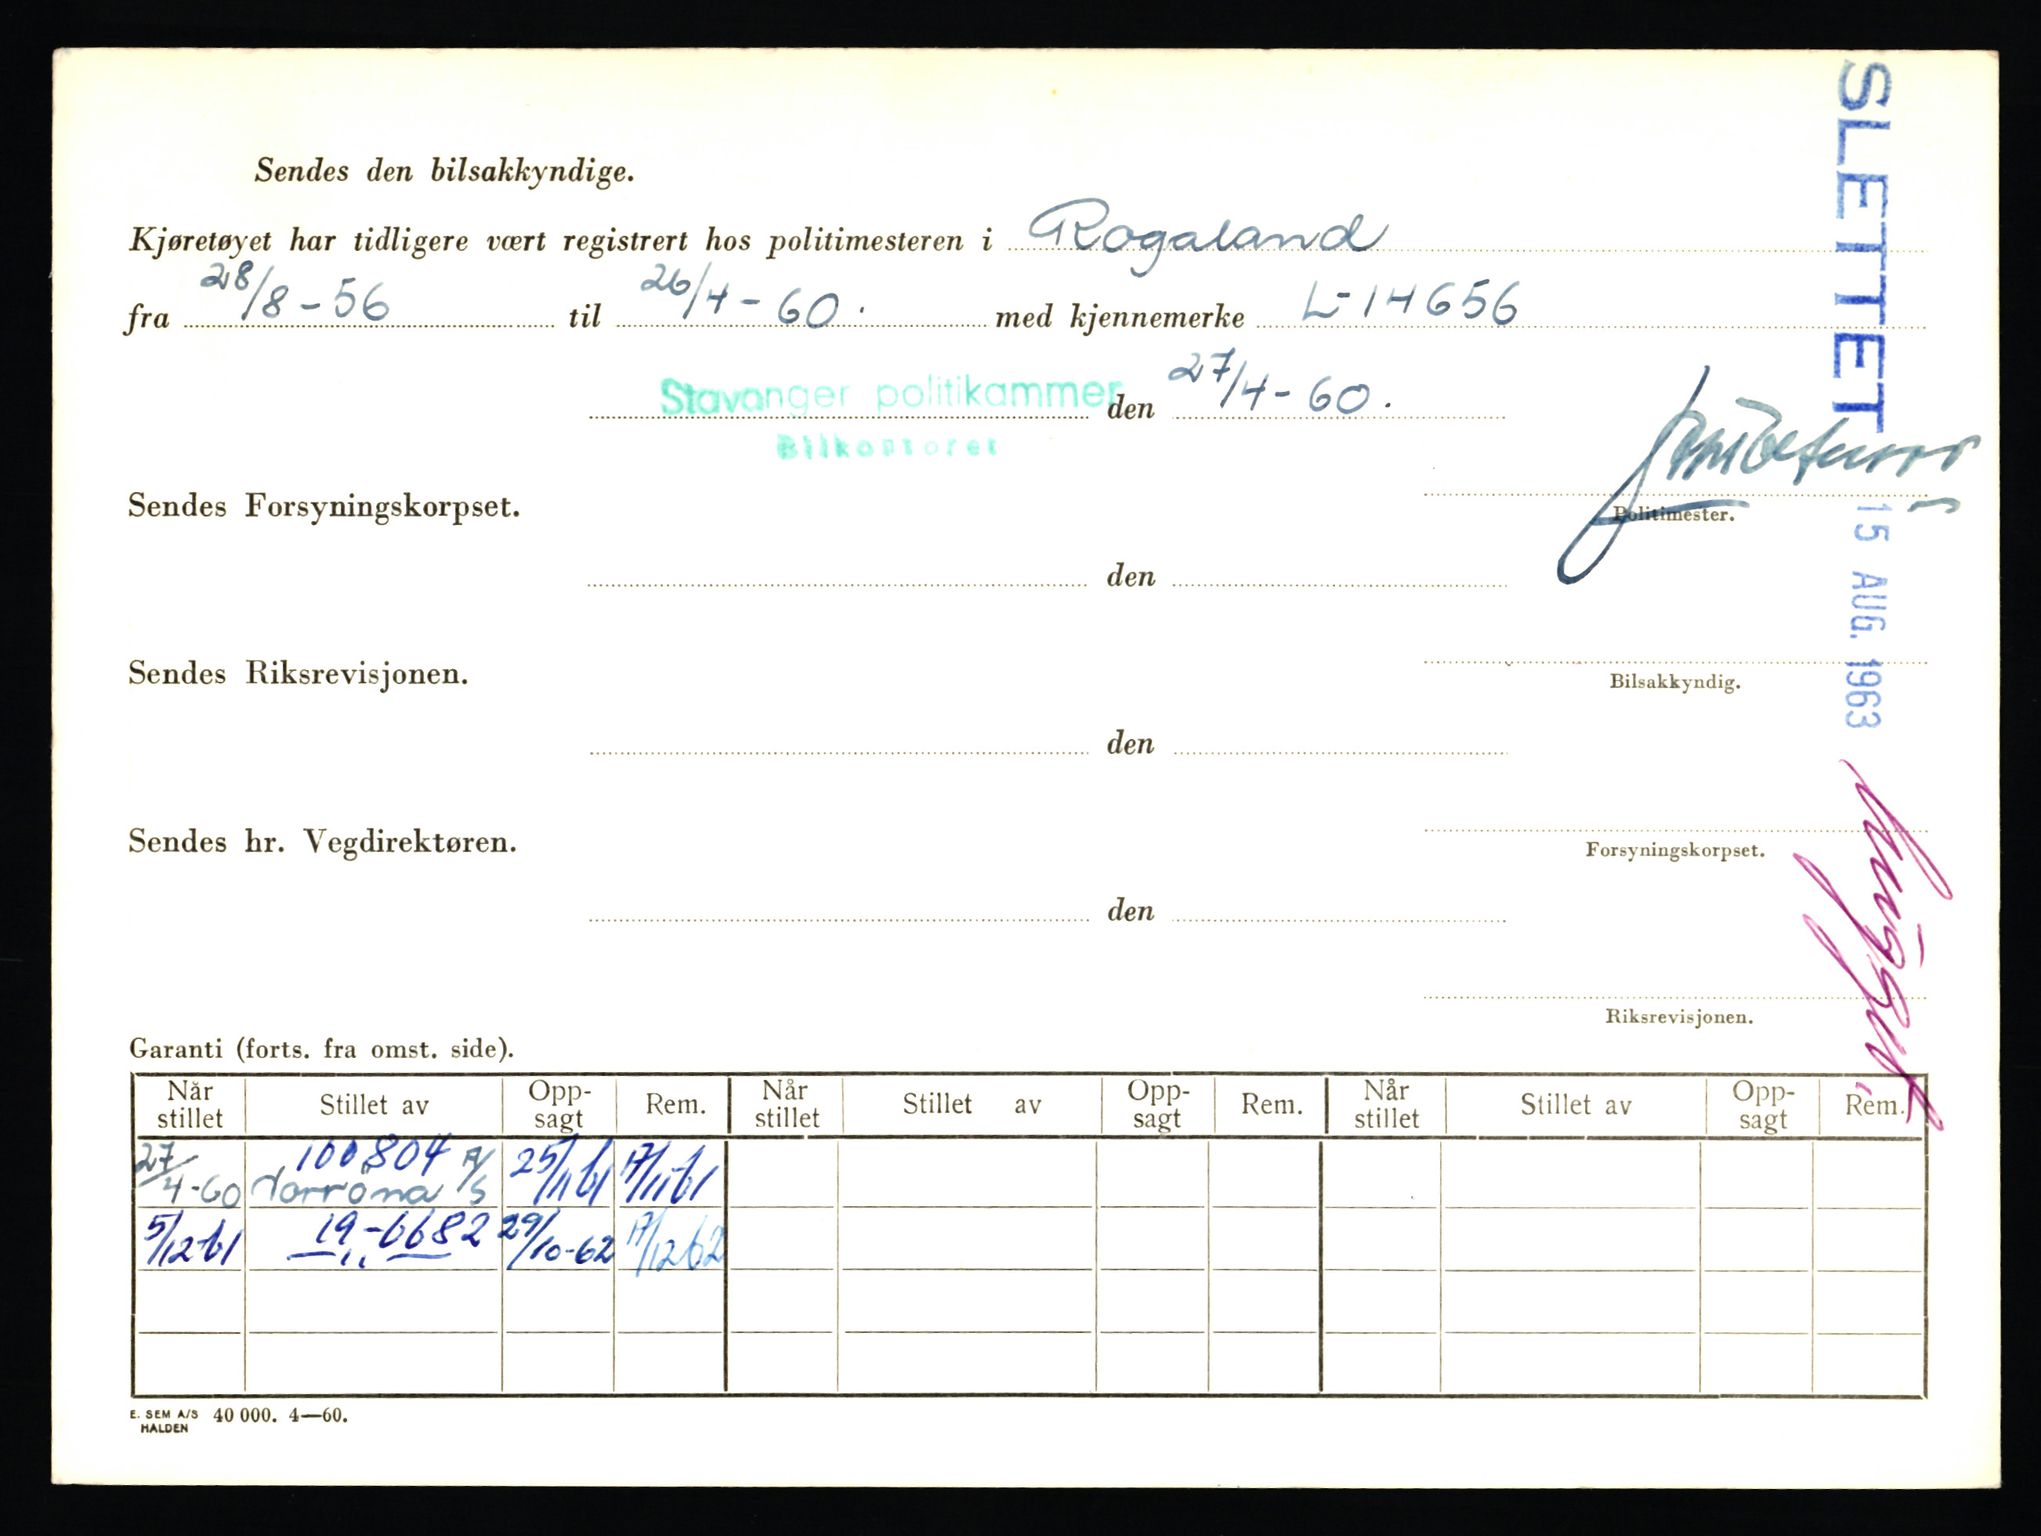 Sendes den bilsakkyndige.
Kjøretøyet har tidligere vært registrert hos politimesteren i Rogaland
fra 28/8-56 til 26/4-60. med kjennemerke L-14656
Stavanger politikammer den 27/4-60.
Bilkontoret
Sendes Forsyningskorpset.
Politimester.
den
Sendes Riksrevisjonen.
Bilsakkyndig.
den
Sendes hr. Vegdirektøren.
Forsyningskorpset.
den
Riksrevisjonen.
SLETTET
15 AUG. 1963
Garanti (forts. fra omst. side).
Når stillet Stillet av Opp-sagt Rem. Når stillet Stillet av Opp-sagt Rem. Når stillet Stillet av Opp-sagt Rem.
27/4-60 100804 Norrøna A/S 25/11 61 17/11-61
5/12-61 19-6682 —„— 29/10-62 17/12 62
E. SEM A/S HALDEN 40 000. 4—60.